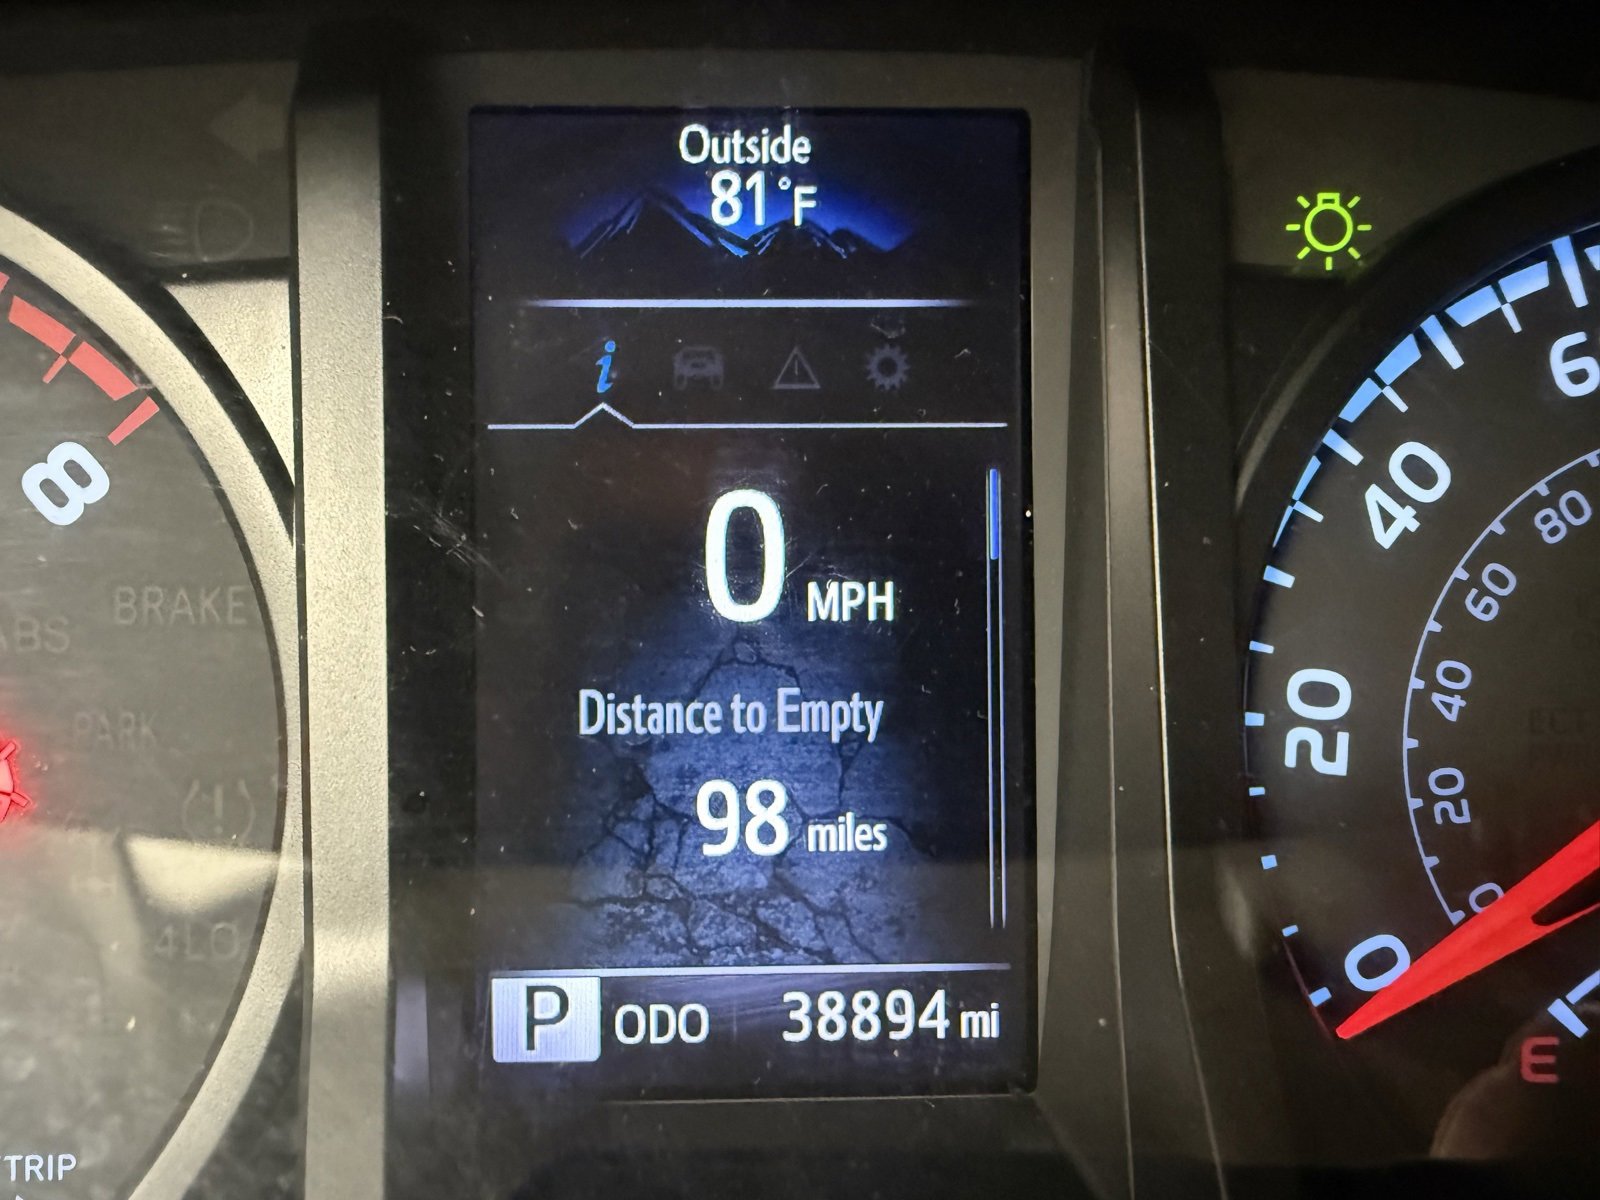 Outside
81°F
i
0 MPH
Distance to Empty
98 miles
P ODO 38894 mi
8
BRAKE
ABS
PARK
(!)
4LO
TRIP
6
40
20
0
80
60
40
20
0
E